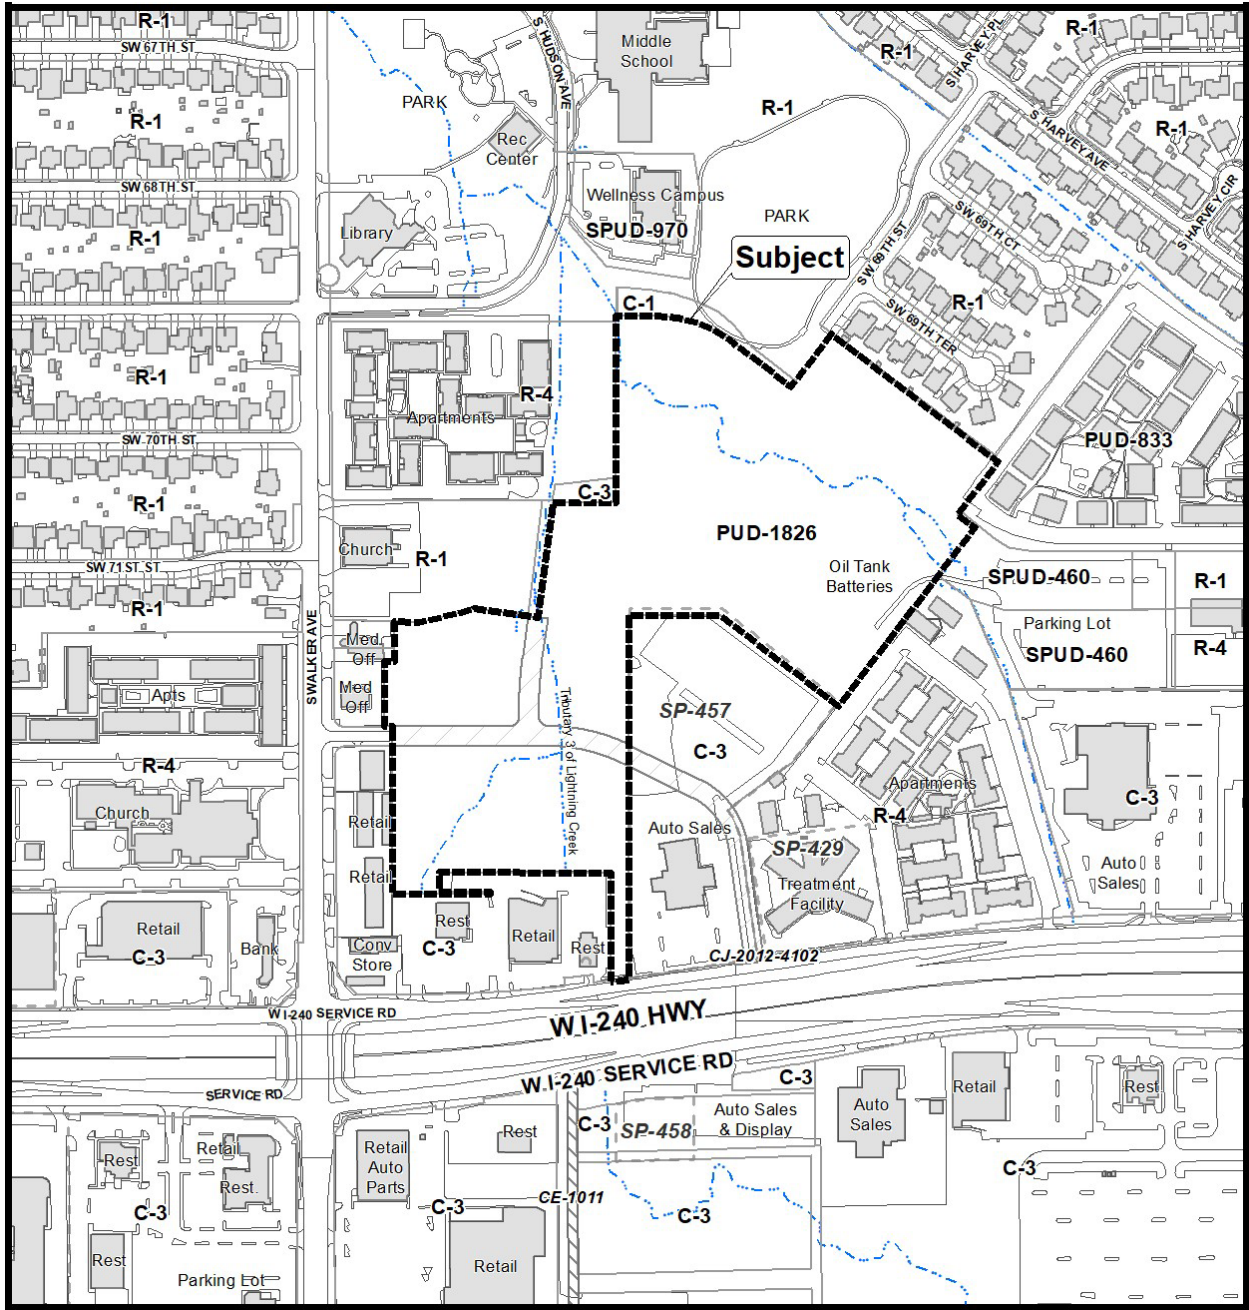 R-1
SW 67TH ST
S HUDSON AVE
Middle
School
R-1
S HARVEY PL
R-1
PARK
R-1
R-1
S HARVEY AVE
R-1
Rec
Center
SW 68TH ST
Wellness Campus
SPUD-970
PARK
SW 69TH CT
S HARVEY CIR
R-1
Library
SW 69TH ST
Subject
C-1
R-1
SW 69TH TER
R-1
R-4
Apartments
SW 70TH ST
PUD-833
C-3
R-1
PUD-1826
Church
R-1
Oil Tank
Batteries
SW 71ST ST
SPUD-460
R-1
R-1
S WALKER AVE
Parking Lot
Med.
Off
SPUD-460
R-4
Med
Off
Apts
Tributary 3 of Lightning Creek
SP-457
C-3
R-4
Apartments
C-3
Church
Retail
Auto Sales
R-4
SP-429
Auto
Sales
Retail
Treatment
Facility
Retail
C-3
Bank
Rest
C-3
Retail
Rest
Conv
Store
CJ-2012-4102
W I-240 SERVICE RD
W I-240 HWY
W I-240 SERVICE RD
C-3
SERVICE RD
Retail
Rest
C-3
SP-458
Auto Sales
& Display
Auto
Sales
Rest
Retail
Rest
Rest.
Retail
Auto
Parts
C-3
C-3
C-3
CE-1011
C-3
Rest
Retail
Parking Lot